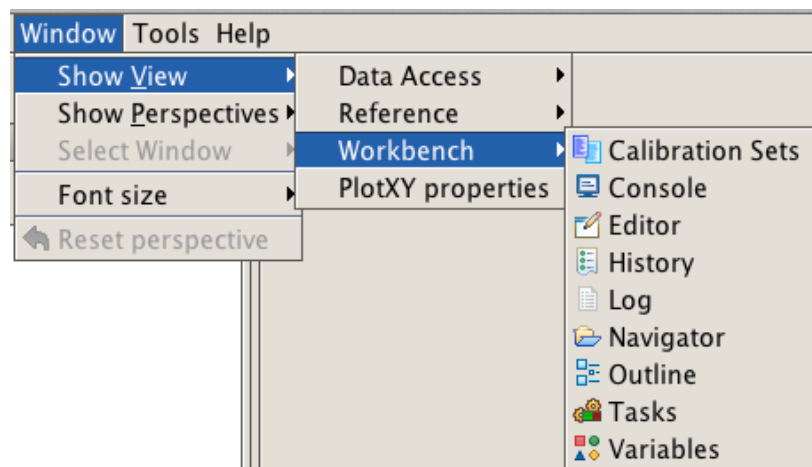 Window Tools Help
Show View
Show Perspectives
Select Window
Font size
Reset perspective
Data Access
Reference
Workbench
PlotXY properties
Calibration Sets
Console
Editor
History
Log
Navigator
Outline
Tasks
Variables